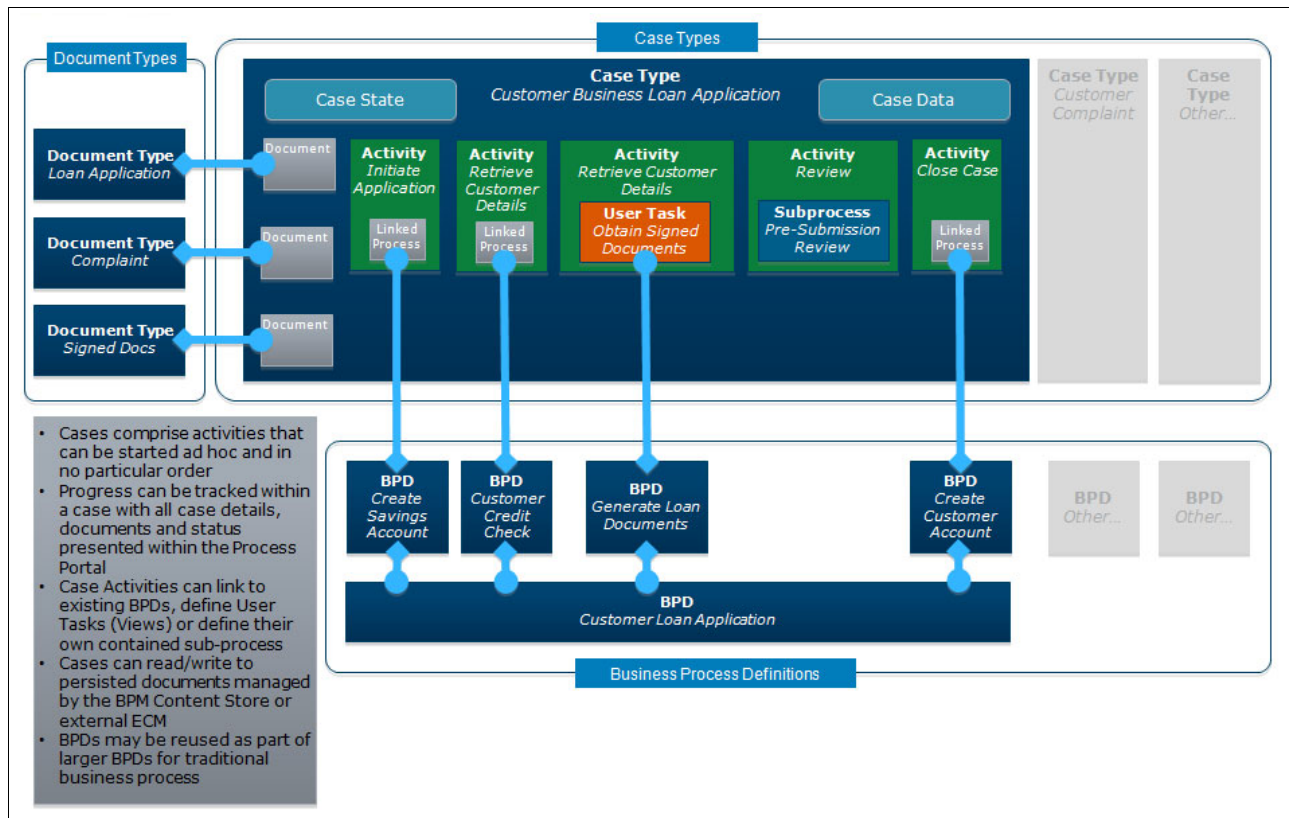 Case Types
Document Types
Case Type
Customer Business Loan Application
Case State
Case Data
Case Type
Customer
Complaint
Case
Type
Other...
Document Type
Loan Application
Document Type
Complaint
Document Type
Signed Docs
Document
Document
Document
Activity
Initiate
Application
Linked
Process
Activity
Retrieve
Customer
Details
Linked
Process
Activity
Retrieve Customer
Details
User Task
Obtain Signed
Documents
Activity
Review
Subprocess
Pre-Submission
Review
Activity
Close Case
Linked
Process
• Cases comprise activities that
can be started ad hoc and in
no particular order
• Progress can be tracked within
a case with all case details,
documents and status
presented within the Process
Portal
• Case Activities can link to
existing BPDs, define User
Tasks (Views) or define their
own contained sub-process
• Cases can read/write to
persisted documents managed
by the BPM Content Store or
external ECM
• BPDs may be reused as part of
larger BPDs for traditional
business process
BPD
Create
Savings
Account
BPD
Customer
Credit
Check
BPD
Generate Loan
Documents
BPD
Create
Customer
Account
BPD
Other...
BPD
Other...
BPD
Customer Loan Application
Business Process Definitions